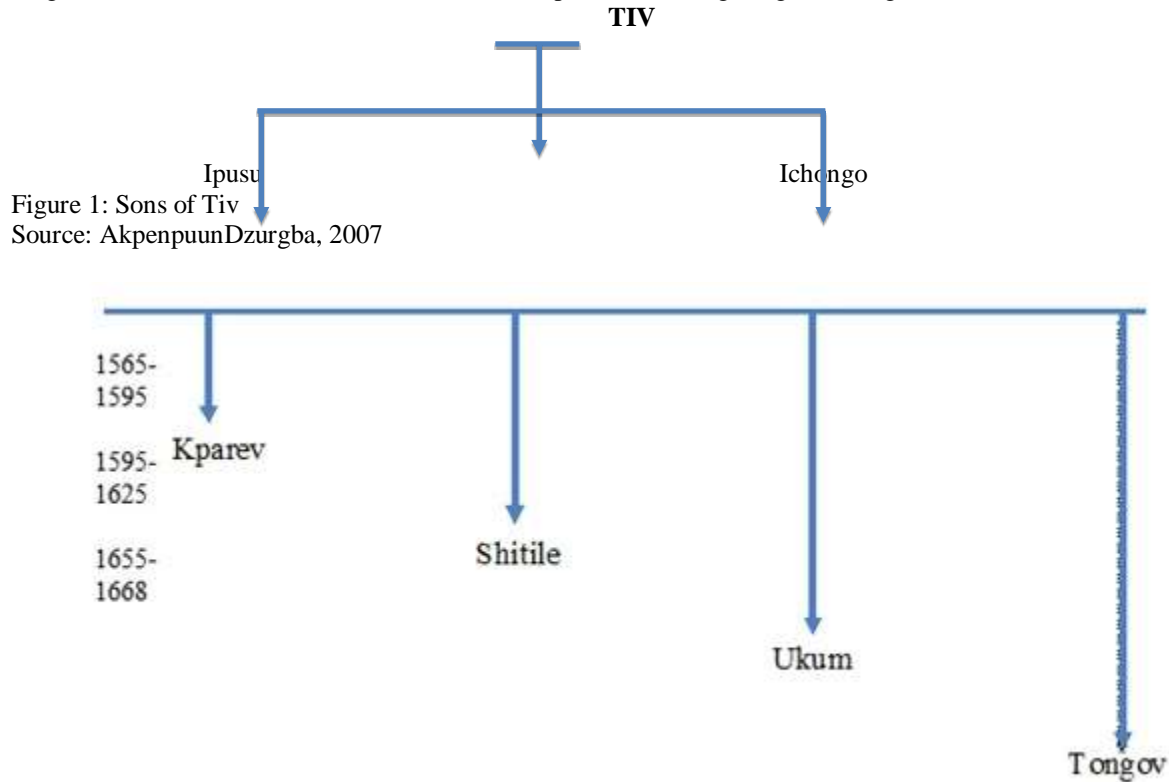 TIV
Ipusu Ichongo
Figure 1: Sons of Tiv
Source: AkpenpuunDzurgba, 2007
1565-
1595
Kparev
1595-
1625
Shitile
1655-
1668
Ukum
Tongov